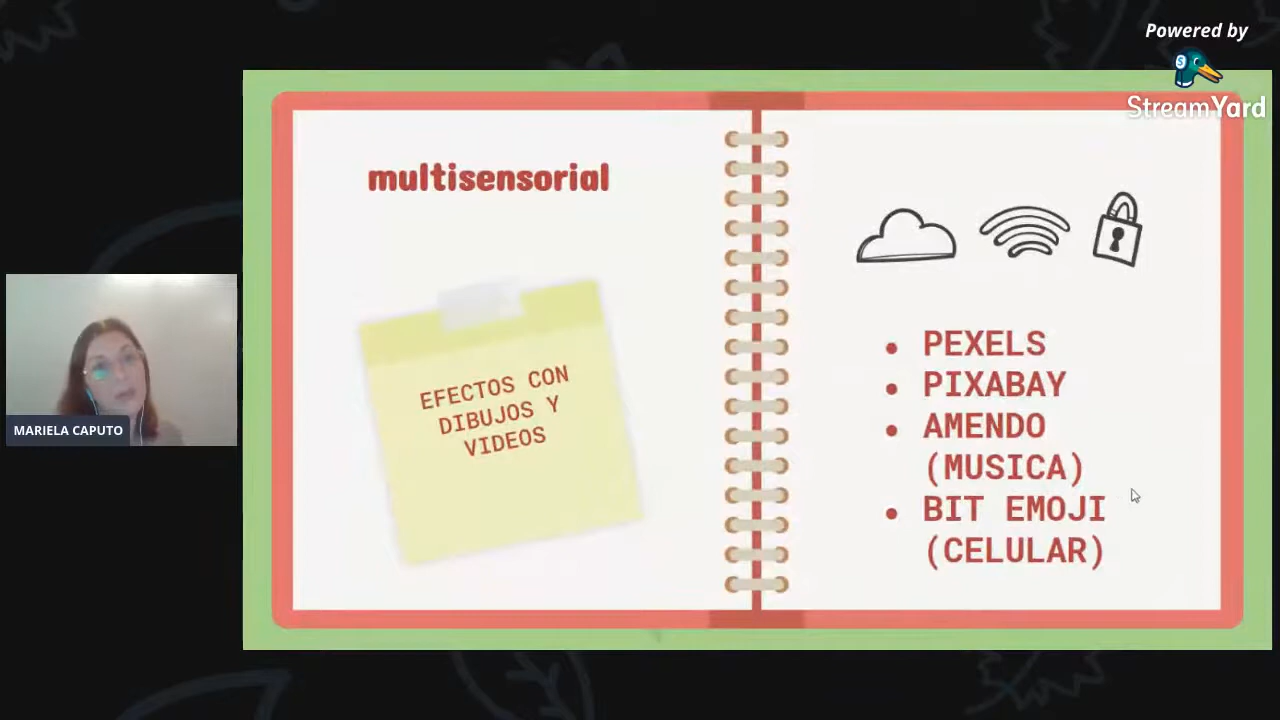 Powered by
StreamYard
multisensorial
EFECTOS CON
DIBUJOS Y
VIDEOS
PEXELS
PIXABAY
AMENDO
(MUSICA)
BIT EMOJI
(CELULAR)
MARIELA CAPUTO